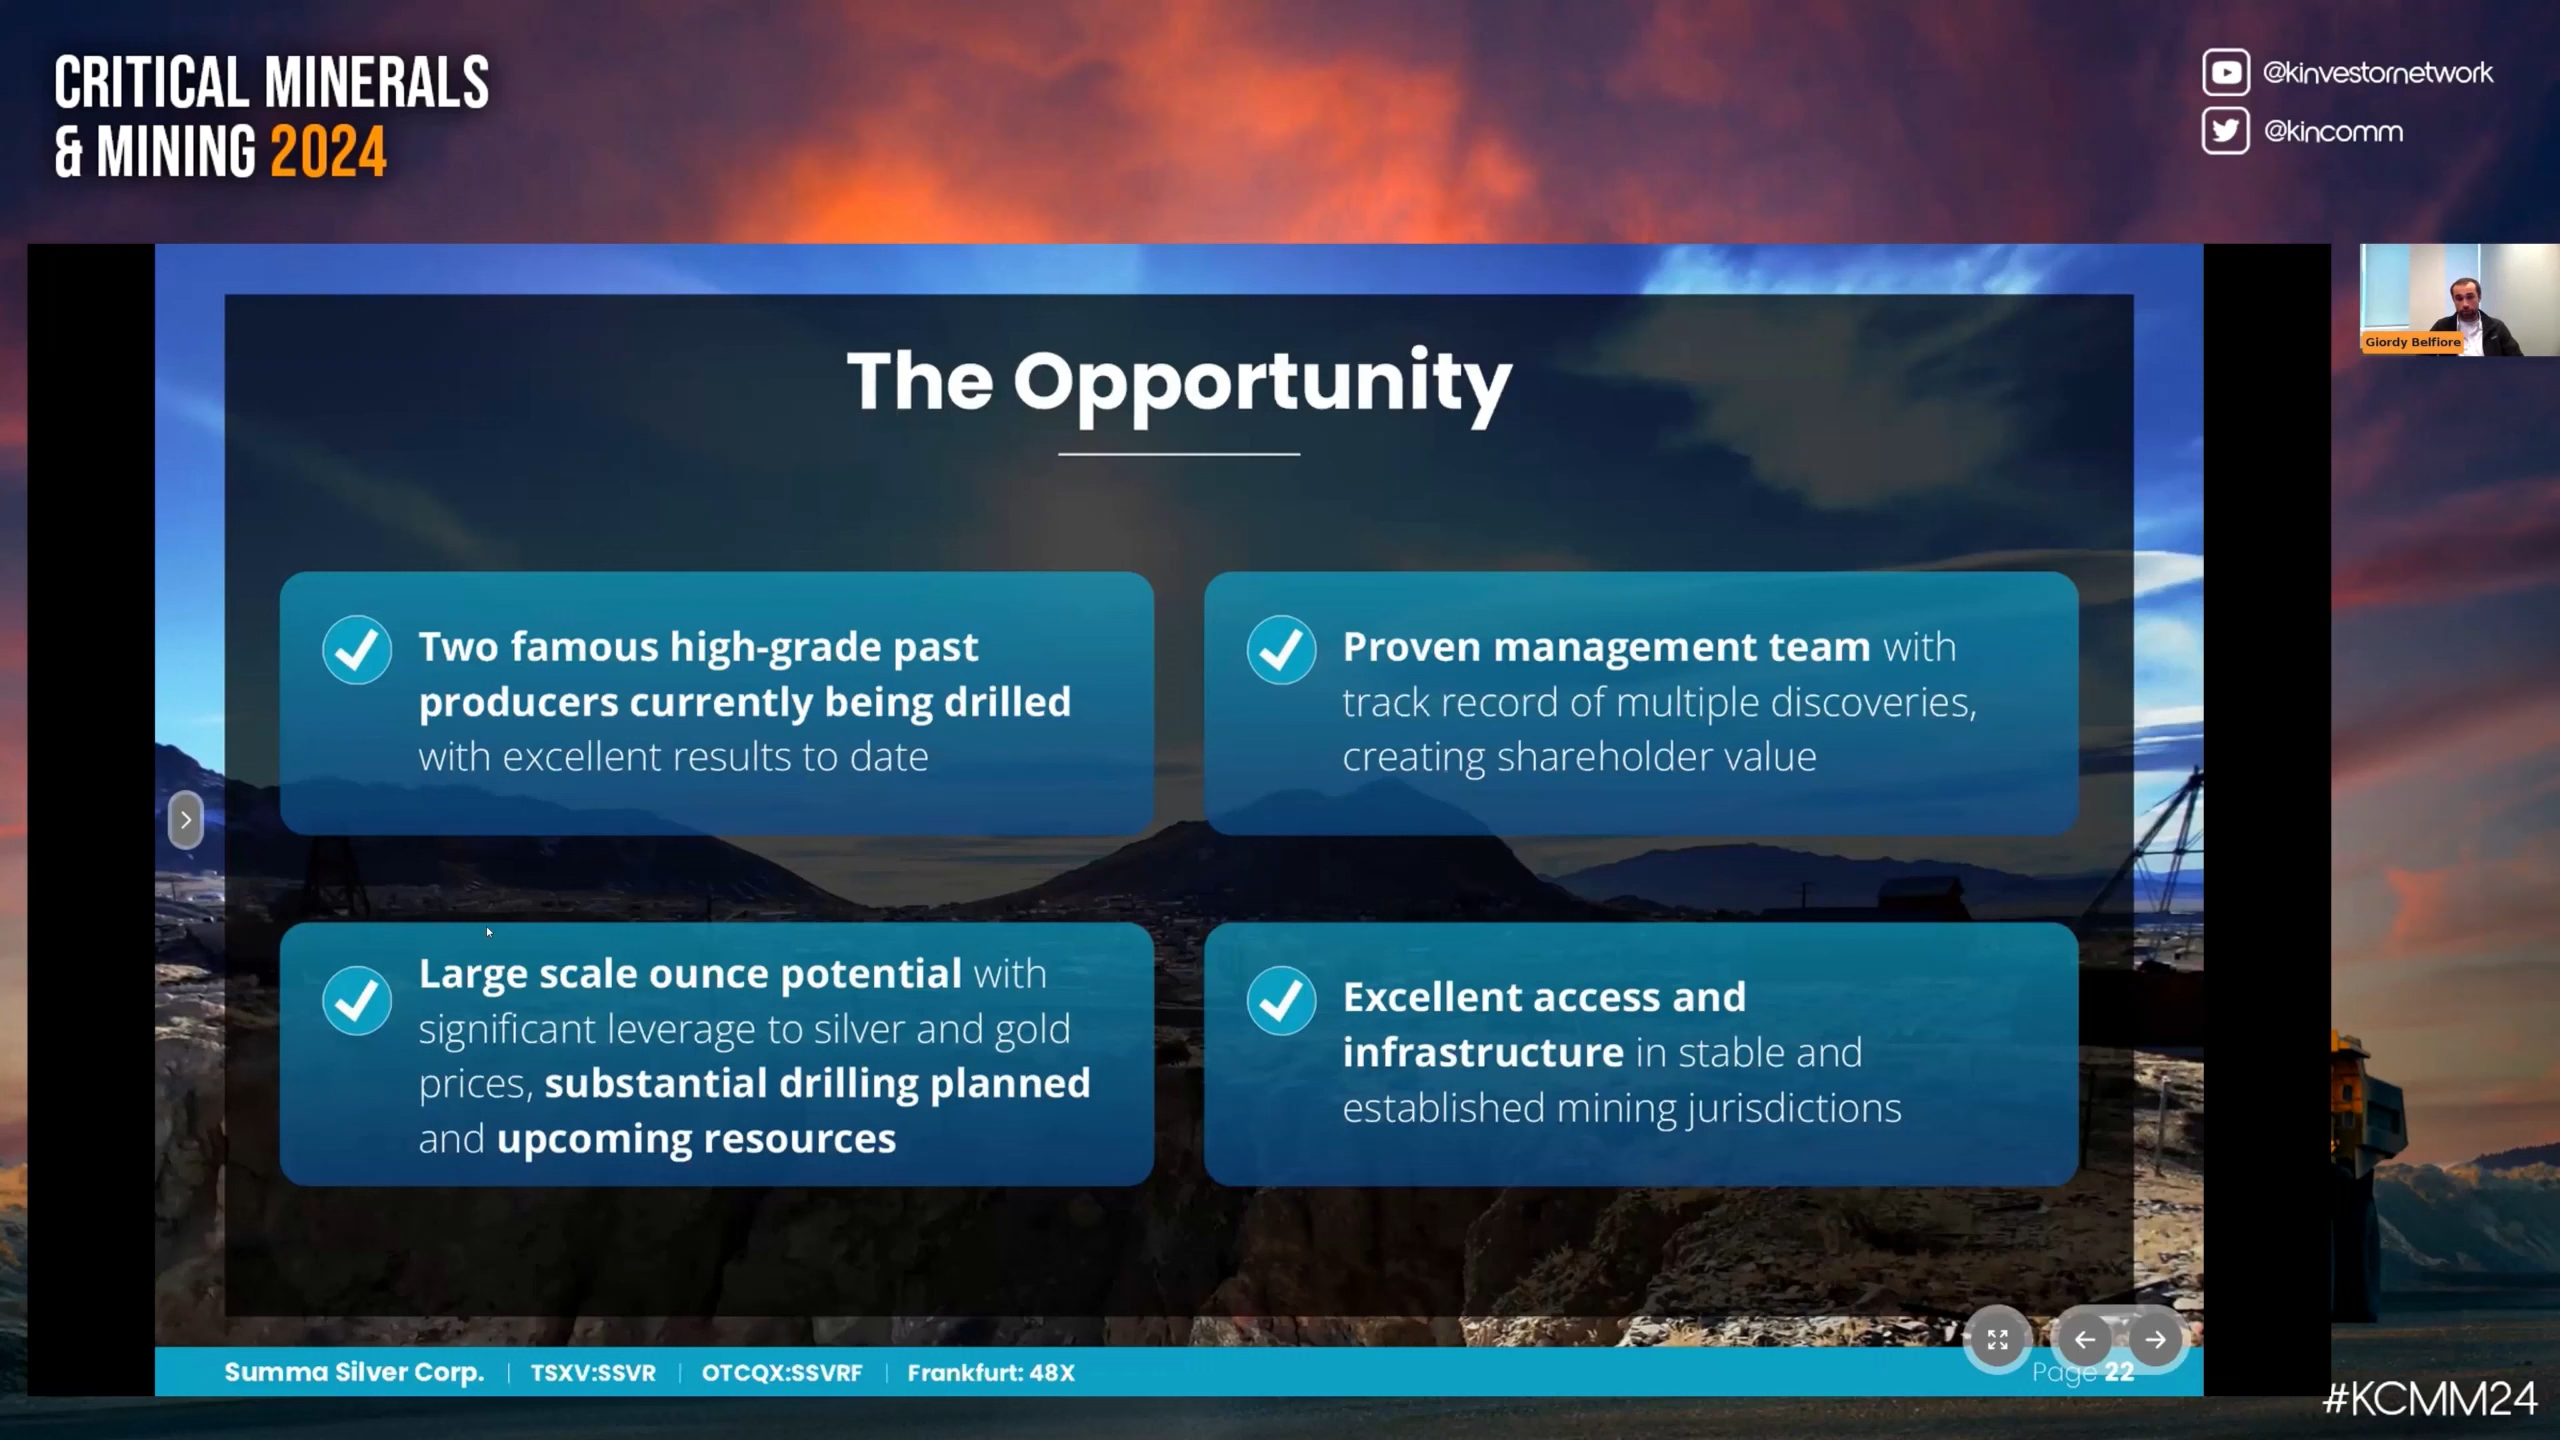 CRITICAL MINERALS
& MINING 2024
@kinvestornetwork
@kincomm
The Opportunity
Two famous high-grade past
producers currently being drilled
with excellent results to date
Proven management team with
track record of multiple discoveries,
creating shareholder value
Large scale ounce potential with
significant leverage to silver and gold
prices, substantial drilling planned
and upcoming resources
Excellent access and
infrastructure in stable and
established mining jurisdictions
Giordy Belfiore
Summa Silver Corp. | TSXV:SSVR | OTCQX:SSVRF | Frankfurt: 48X
Page 22
#KCMM24